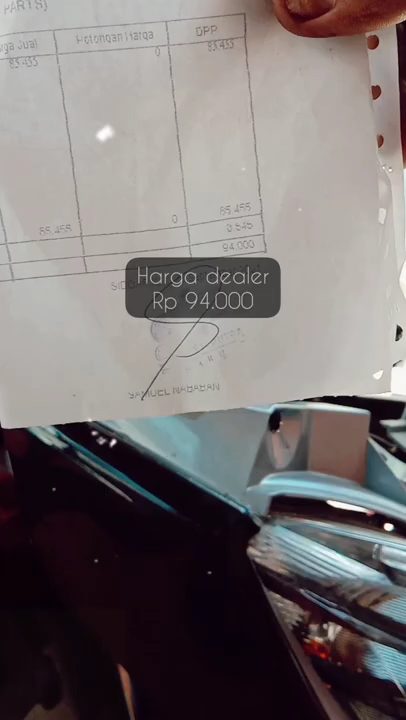 PARTS)
ga Jual Potongan Harga DPP
85.455 0 85.455
85.455 0 85.455
8.545
94.000
Harga dealer
Rp 94.000
SAMUEL NABABAN